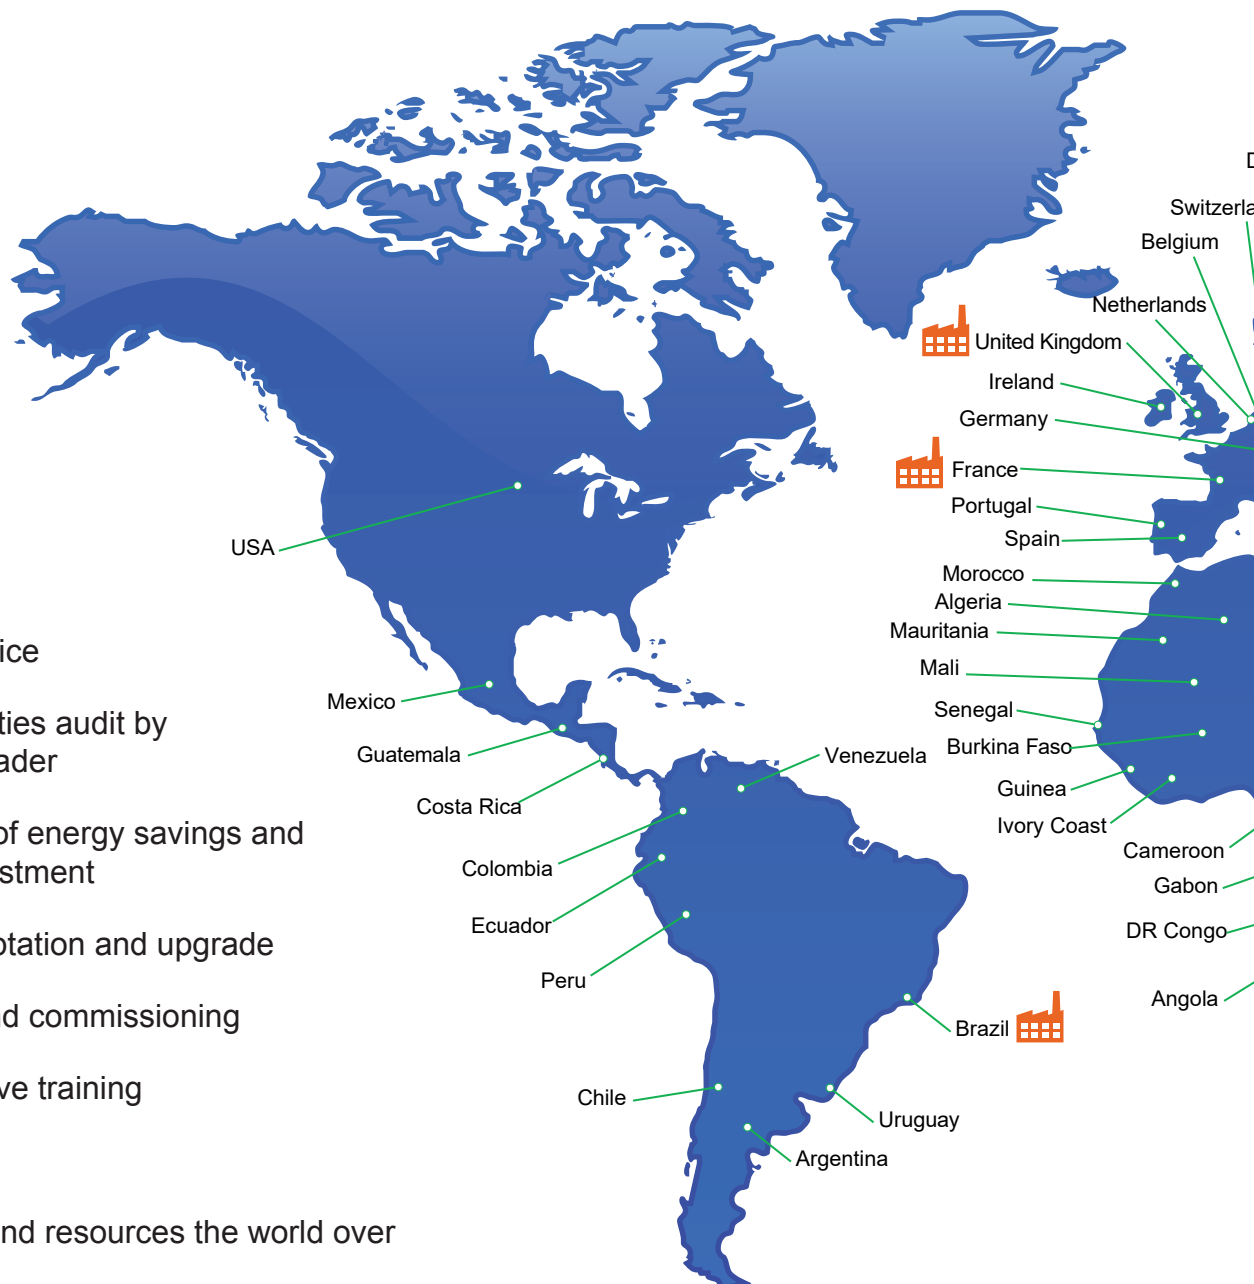 D
Switzerla
Belgium
Netherlands
United Kingdom
Ireland
Germany
France
Portugal
Spain
USA
Morocco
Algeria
Mauritania
Mali
Senegal
Burkina Faso
Guinea
Ivory Coast
Cameroon
Gabon
DR Congo
Angola
Mexico
Guatemala
Costa Rica
Venezuela
Colombia
Ecuador
Peru
Brazil
Chile
Uruguay
Argentina
ice
ties audit by
ader
of energy savings and
estment
ptation and upgrade
nd commissioning
ve training
nd resources the world over